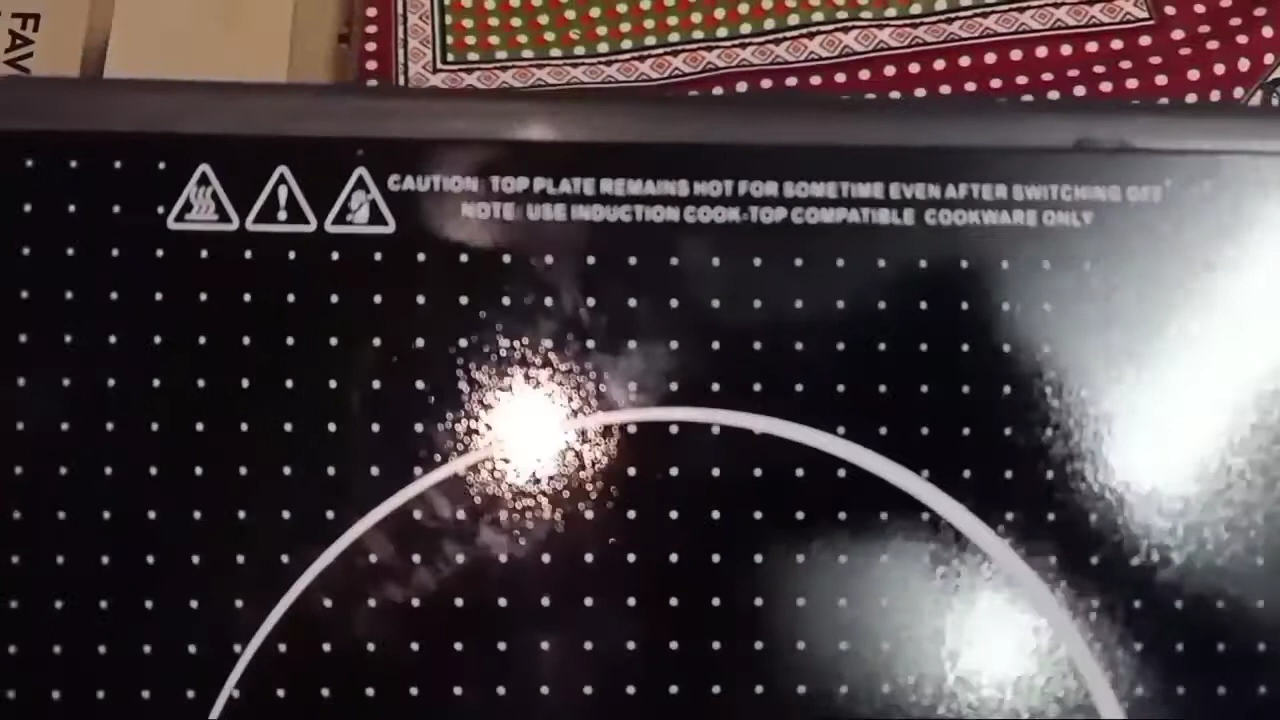 FAV
CAUTION: TOP PLATE REMAINS HOT FOR SOMETIME EVEN AFTER SWITCHING OFF
NOTE: USE INDUCTION COOK-TOP COMPATIBLE COOKWARE ONLY